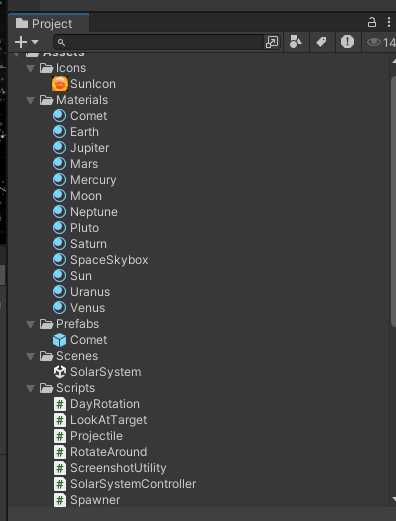 Project
14
Assets
Icons
SunIcon
Materials
Comet
Earth
Jupiter
Mars
Mercury
Moon
Neptune
Pluto
Saturn
SpaceSkybox
Sun
Uranus
Venus
Prefabs
Comet
Scenes
SolarSystem
Scripts
# DayRotation
# LookAtTarget
# Projectile
# RotateAround
# ScreenshotUtility
# SolarSystemController
# Spawner